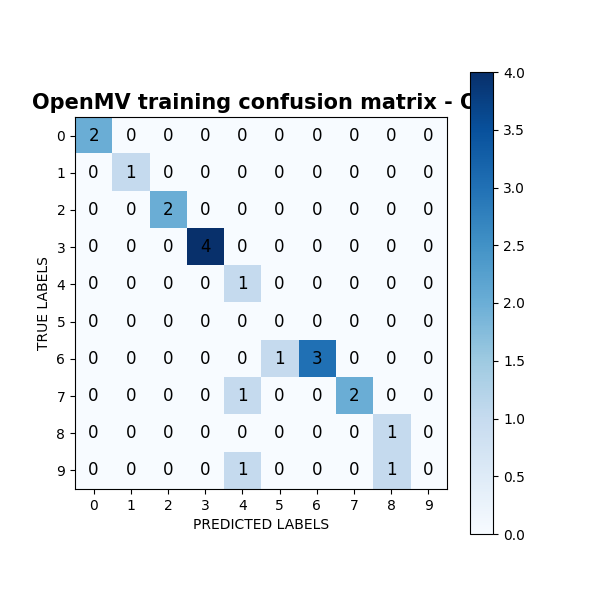 OpenMV training confusion matrix -
TRUE LABELS
0 2 0 0 0 0 0 0 0 0 0
1 0 1 0 0 0 0 0 0 0 0
2 0 0 2 0 0 0 0 0 0 0
3 0 0 0 4 0 0 0 0 0 0
4 0 0 0 0 1 0 0 0 0 0
5 0 0 0 0 0 0 0 0 0 0
6 0 0 0 0 0 1 3 0 0 0
7 0 0 0 0 1 0 0 2 0 0
8 0 0 0 0 0 0 0 0 1 0
9 0 0 0 0 1 0 0 0 1 0
0 1 2 3 4 5 6 7 8 9
PREDICTED LABELS
4.0
3.5
3.0
2.5
2.0
1.5
1.0
0.5
0.0